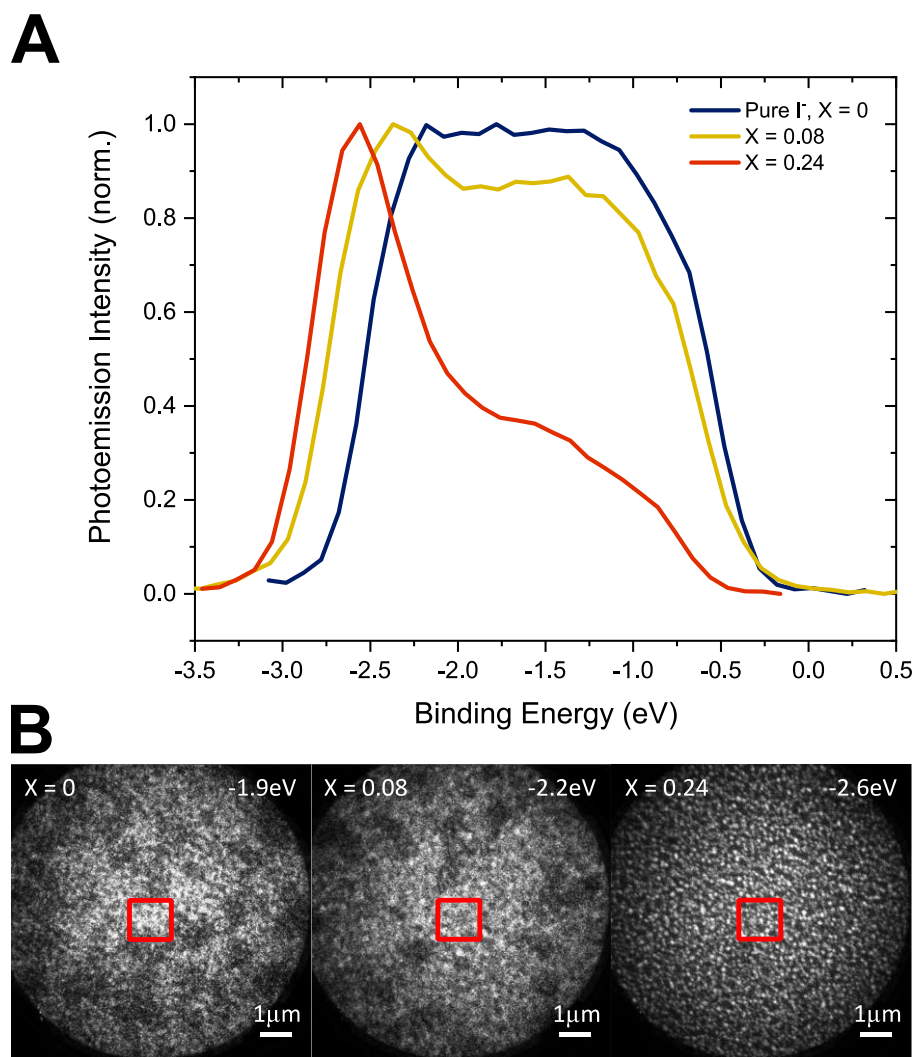 A
Pure I⁻, X = 0
X = 0.08
X = 0.24
Photoemission Intensity (norm.)
1.0
0.8
0.6
0.4
0.2
0.0
-3.5 -3.0 -2.5 -2.0 -1.5 -1.0 -0.5 0.0 0.5
Binding Energy (eV)
B
X = 0 -1.9eV
1μm
X = 0.08 -2.2eV
1μm
X = 0.24 -2.6eV
1μm